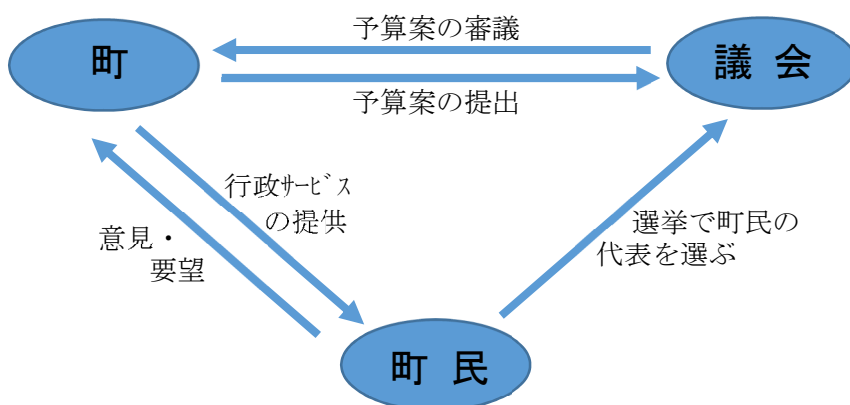 予算案の審議
町
議 会
予算案の提出
行政ｻｰﾋﾞｽ
の提供
意見・
要望
選挙で町民の
代表を選ぶ
町 民